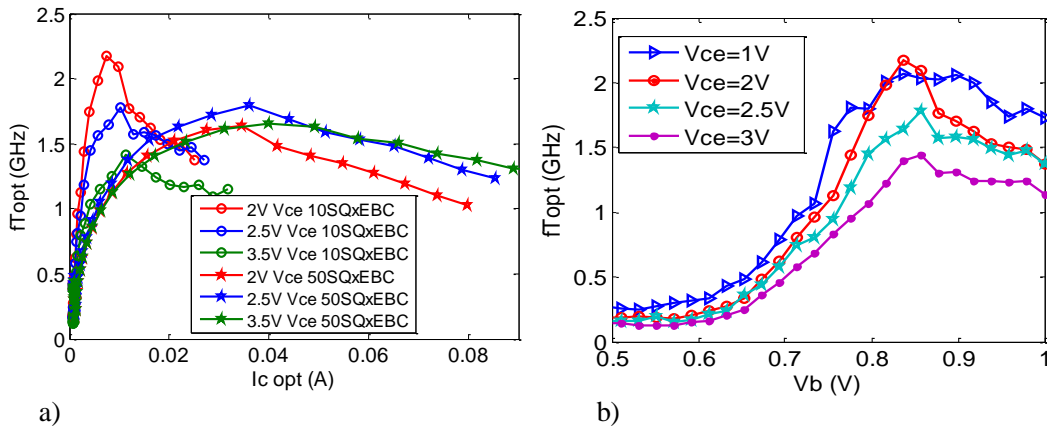 2.5
2
1.5
1
0.5
0
fTopt (GHz)
0
0.02
0.04
0.06
0.08
Ic opt (A)
2V Vce 10SQxEBC
2.5V Vce 10SQxEBC
3.5V Vce 10SQxEBC
2V Vce 50SQxEBC
2.5V Vce 50SQxEBC
3.5V Vce 50SQxEBC
a)
2.5
2
1.5
1
0.5
0
fTopt (GHz)
0.5
0.6
0.7
0.8
0.9
1
Vb (V)
Vce=1V
Vce=2V
Vce=2.5V
Vce=3V
b)